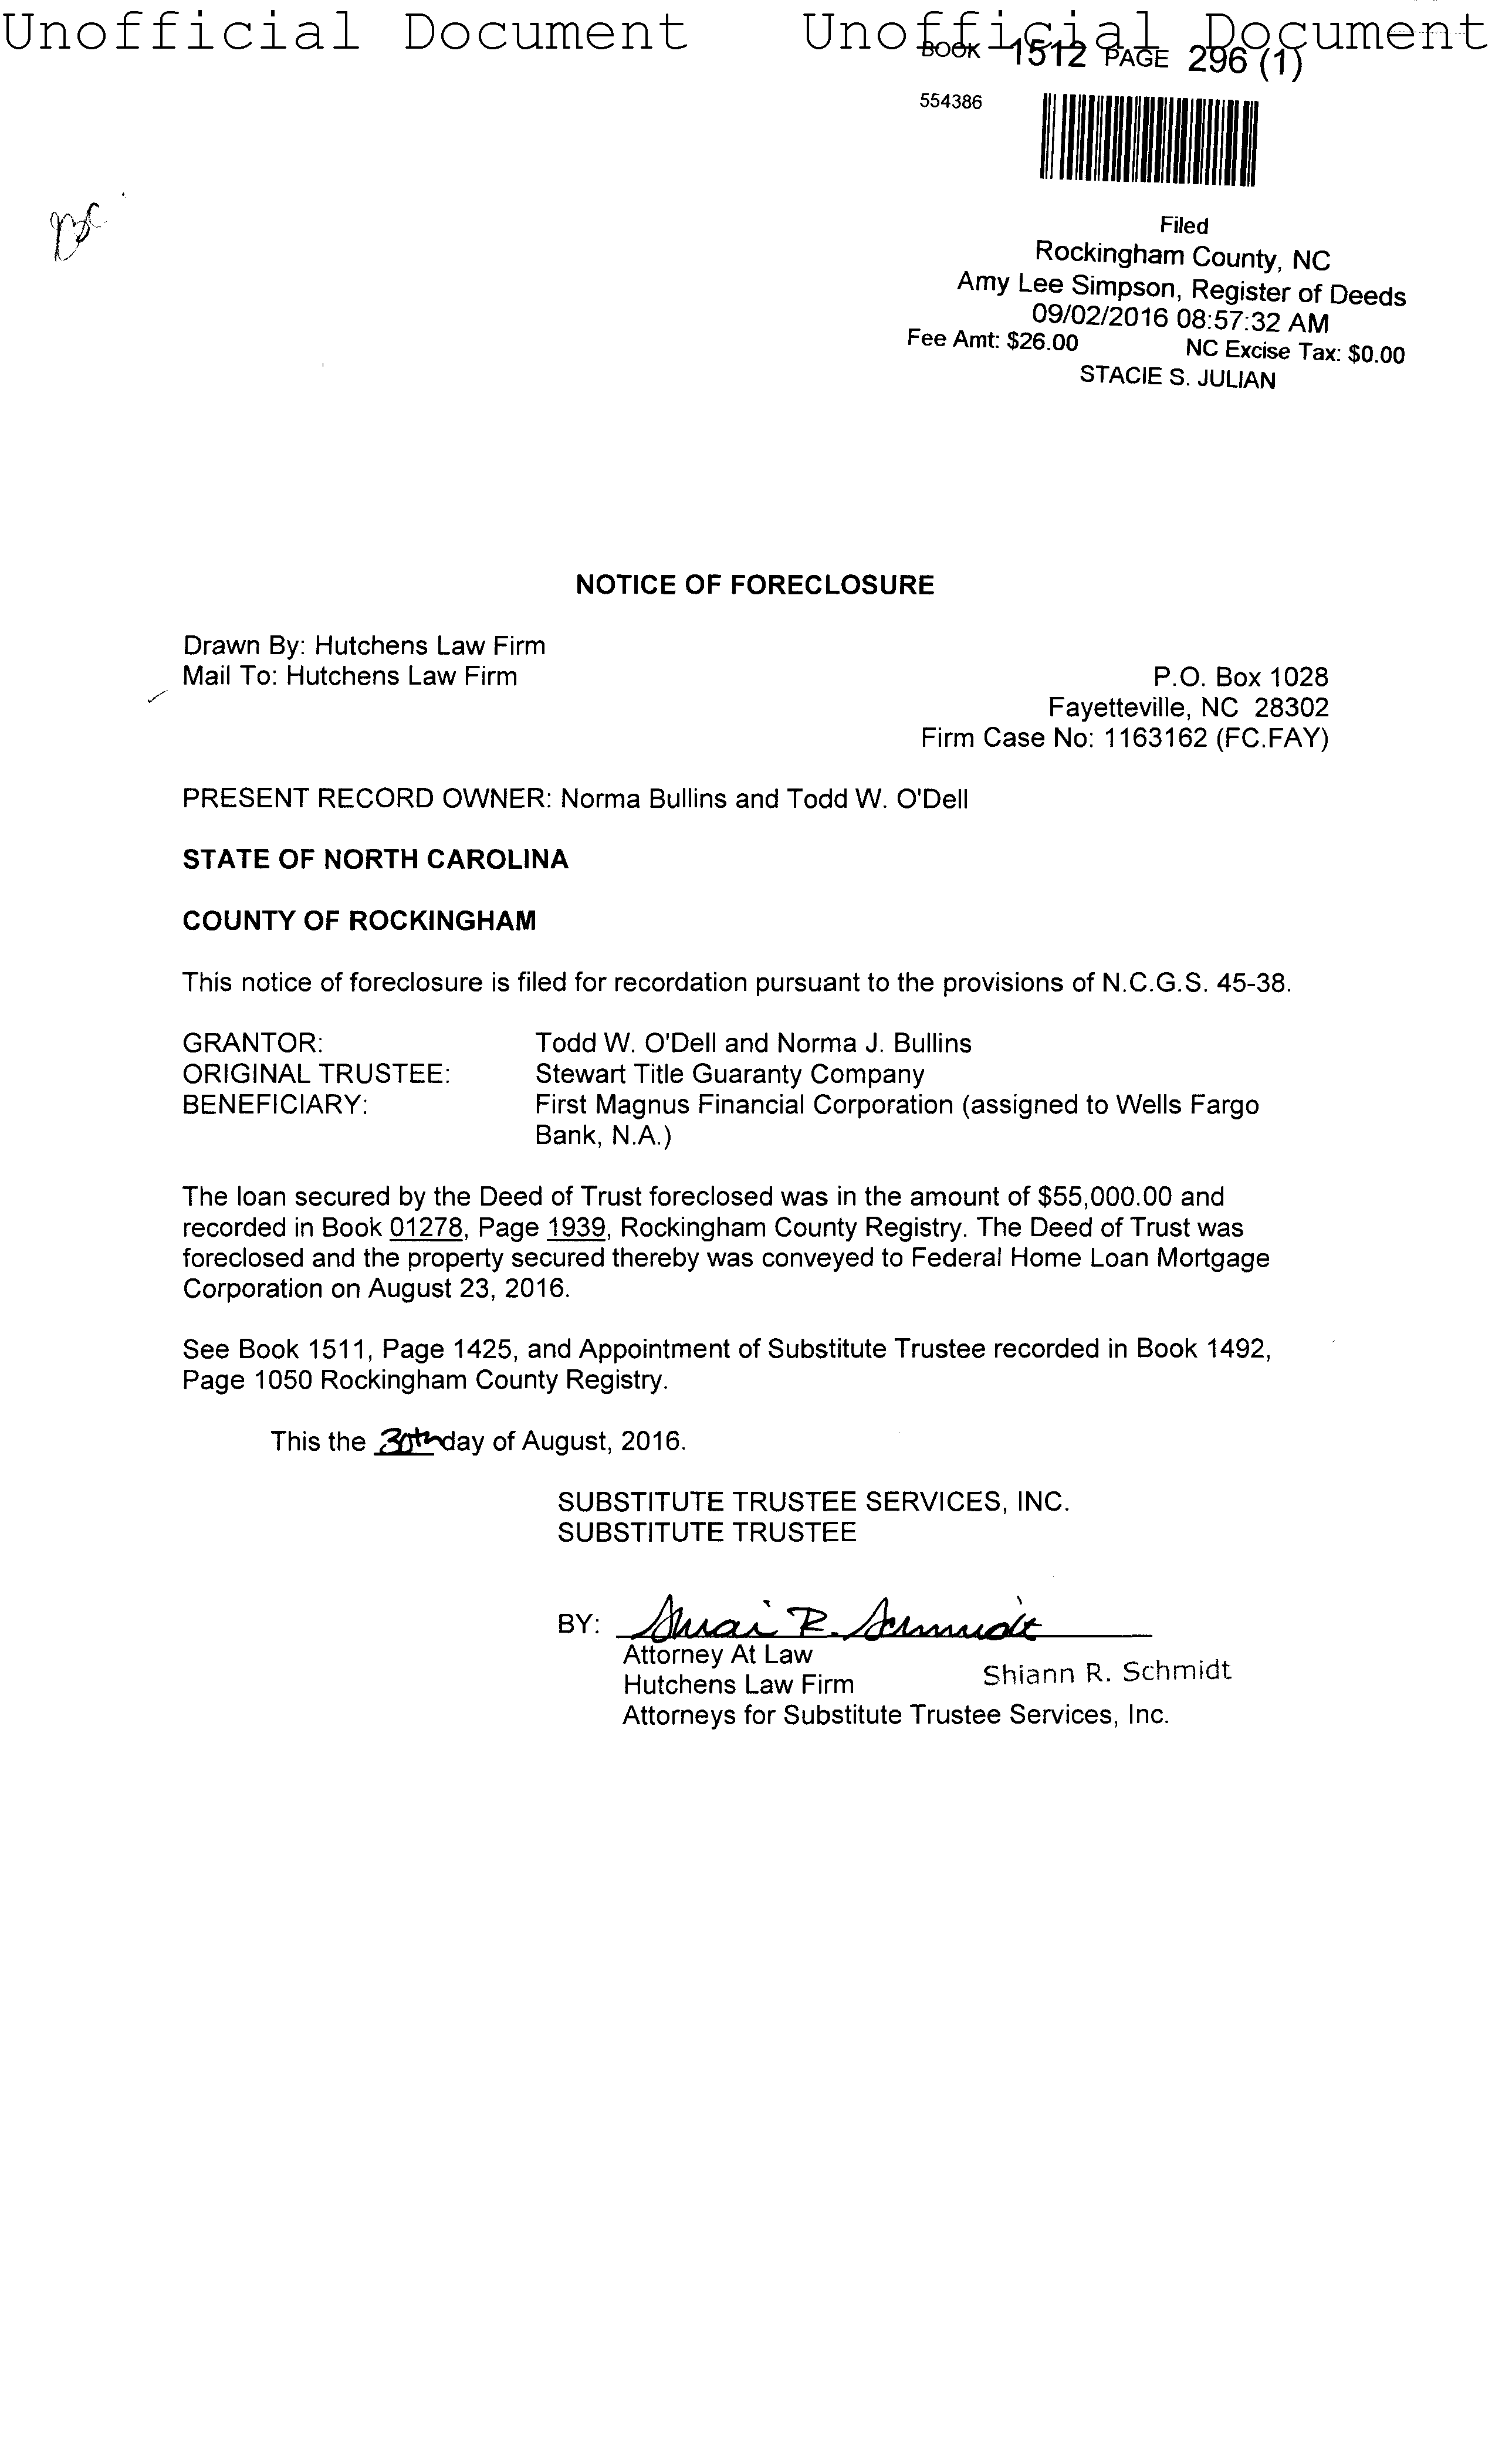 Unofficial Document Unofficial Document
BOOK 1512 PAGE 296 (1)
554386
Filed
Rockingham County, NC
Amy Lee Simpson, Register of Deeds
09/02/2016 08:57:32 AM
Fee Amt: $26.00 NC Excise Tax: $0.00
STACIE S. JULIAN
NOTICE OF FORECLOSURE
Drawn By: Hutchens Law Firm
Mail To: Hutchens Law Firm
P.O. Box 1028
Fayetteville, NC 28302
Firm Case No: 1163162 (FC.FAY)
PRESENT RECORD OWNER: Norma Bullins and Todd W. O'Dell
STATE OF NORTH CAROLINA
COUNTY OF ROCKINGHAM
This notice of foreclosure is filed for recordation pursuant to the provisions of N.C.G.S. 45-38.
GRANTOR: Todd W. O'Dell and Norma J. Bullins
ORIGINAL TRUSTEE: Stewart Title Guaranty Company
BENEFICIARY: First Magnus Financial Corporation (assigned to Wells Fargo
Bank, N.A.)
The loan secured by the Deed of Trust foreclosed was in the amount of $55,000.00 and
recorded in Book 01278, Page 1939, Rockingham County Registry. The Deed of Trust was
foreclosed and the property secured thereby was conveyed to Federal Home Loan Mortgage
Corporation on August 23, 2016.
See Book 1511, Page 1425, and Appointment of Substitute Trustee recorded in Book 1492,
Page 1050 Rockingham County Registry.
This the 30th day of August, 2016.
SUBSTITUTE TRUSTEE SERVICES, INC.
SUBSTITUTE TRUSTEE
BY:
Attorney At Law
Hutchens Law Firm Shiann R. Schmidt
Attorneys for Substitute Trustee Services, Inc.